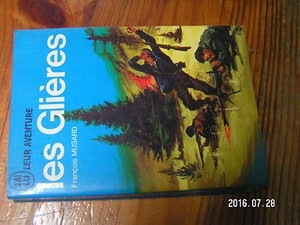 J'AI
LU
LEUR AVENTURE
les Glières
François MUSARD
2016.07.28